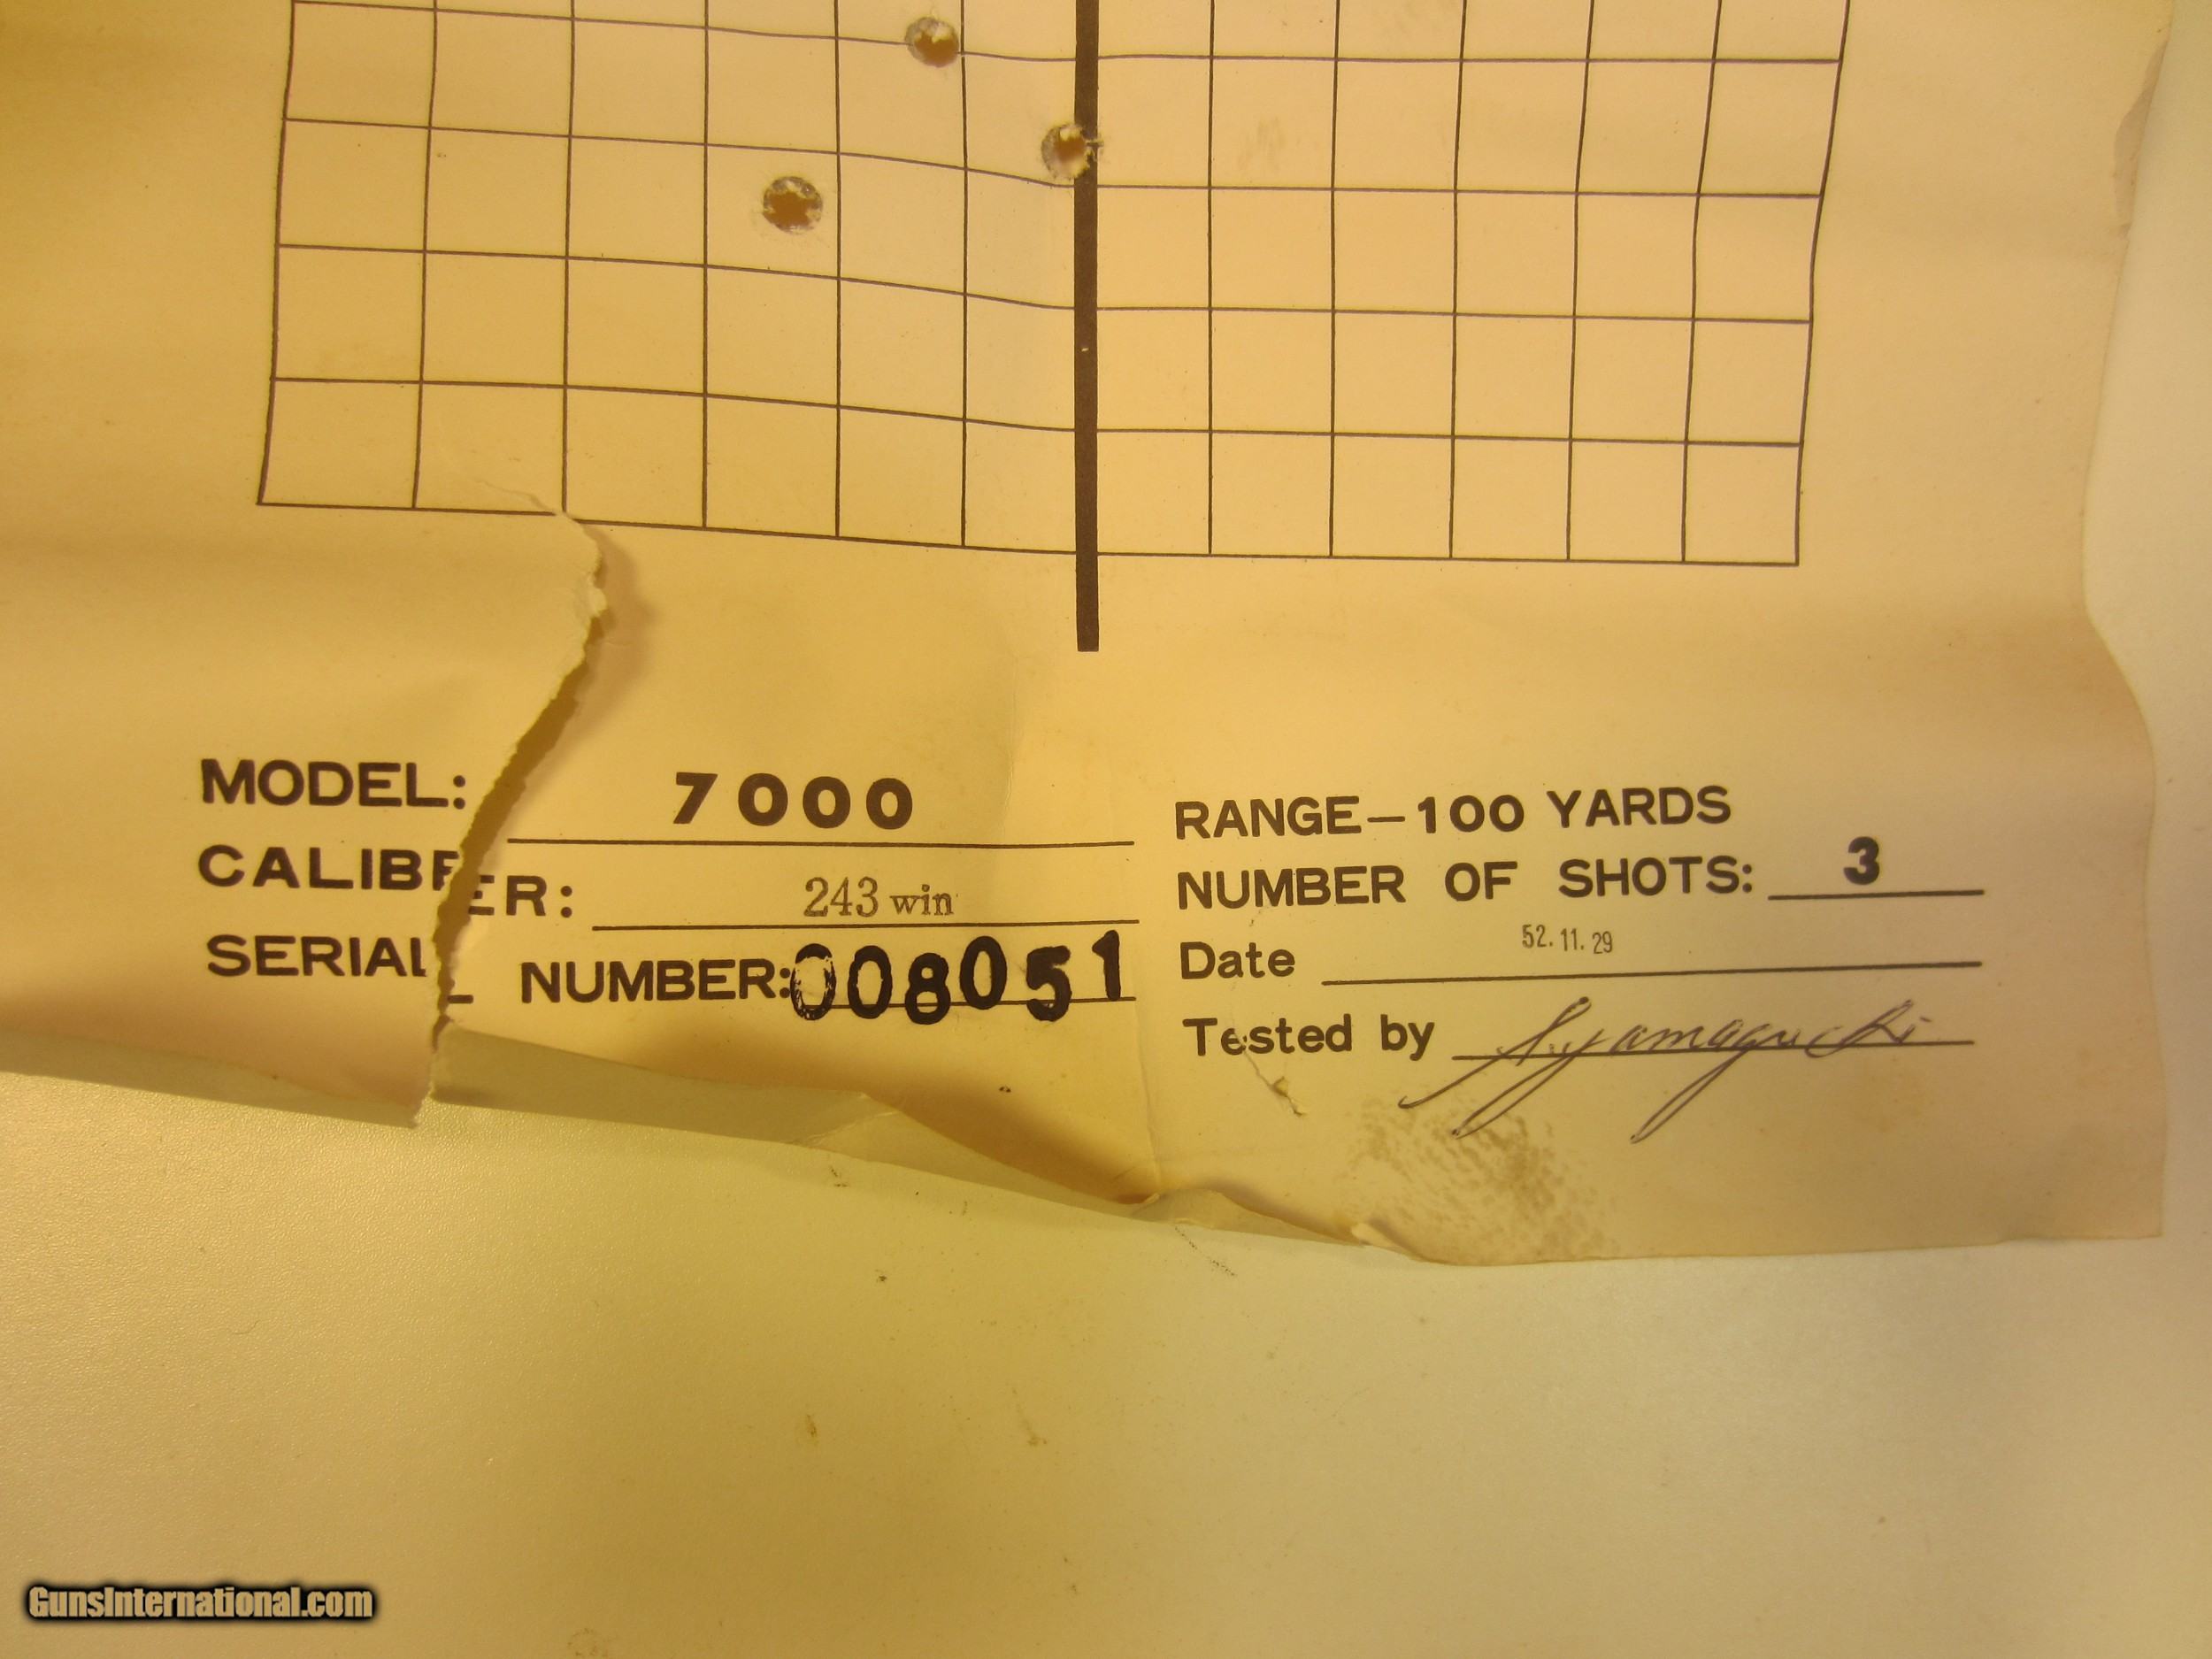 MODEL: 7000
CALIBER: 243 win
SERIAL NUMBER: 008051
RANGE—100 YARDS
NUMBER OF SHOTS: 3
Date 52.11.29
Tested by S. yamaguchi
GunsInternational.com